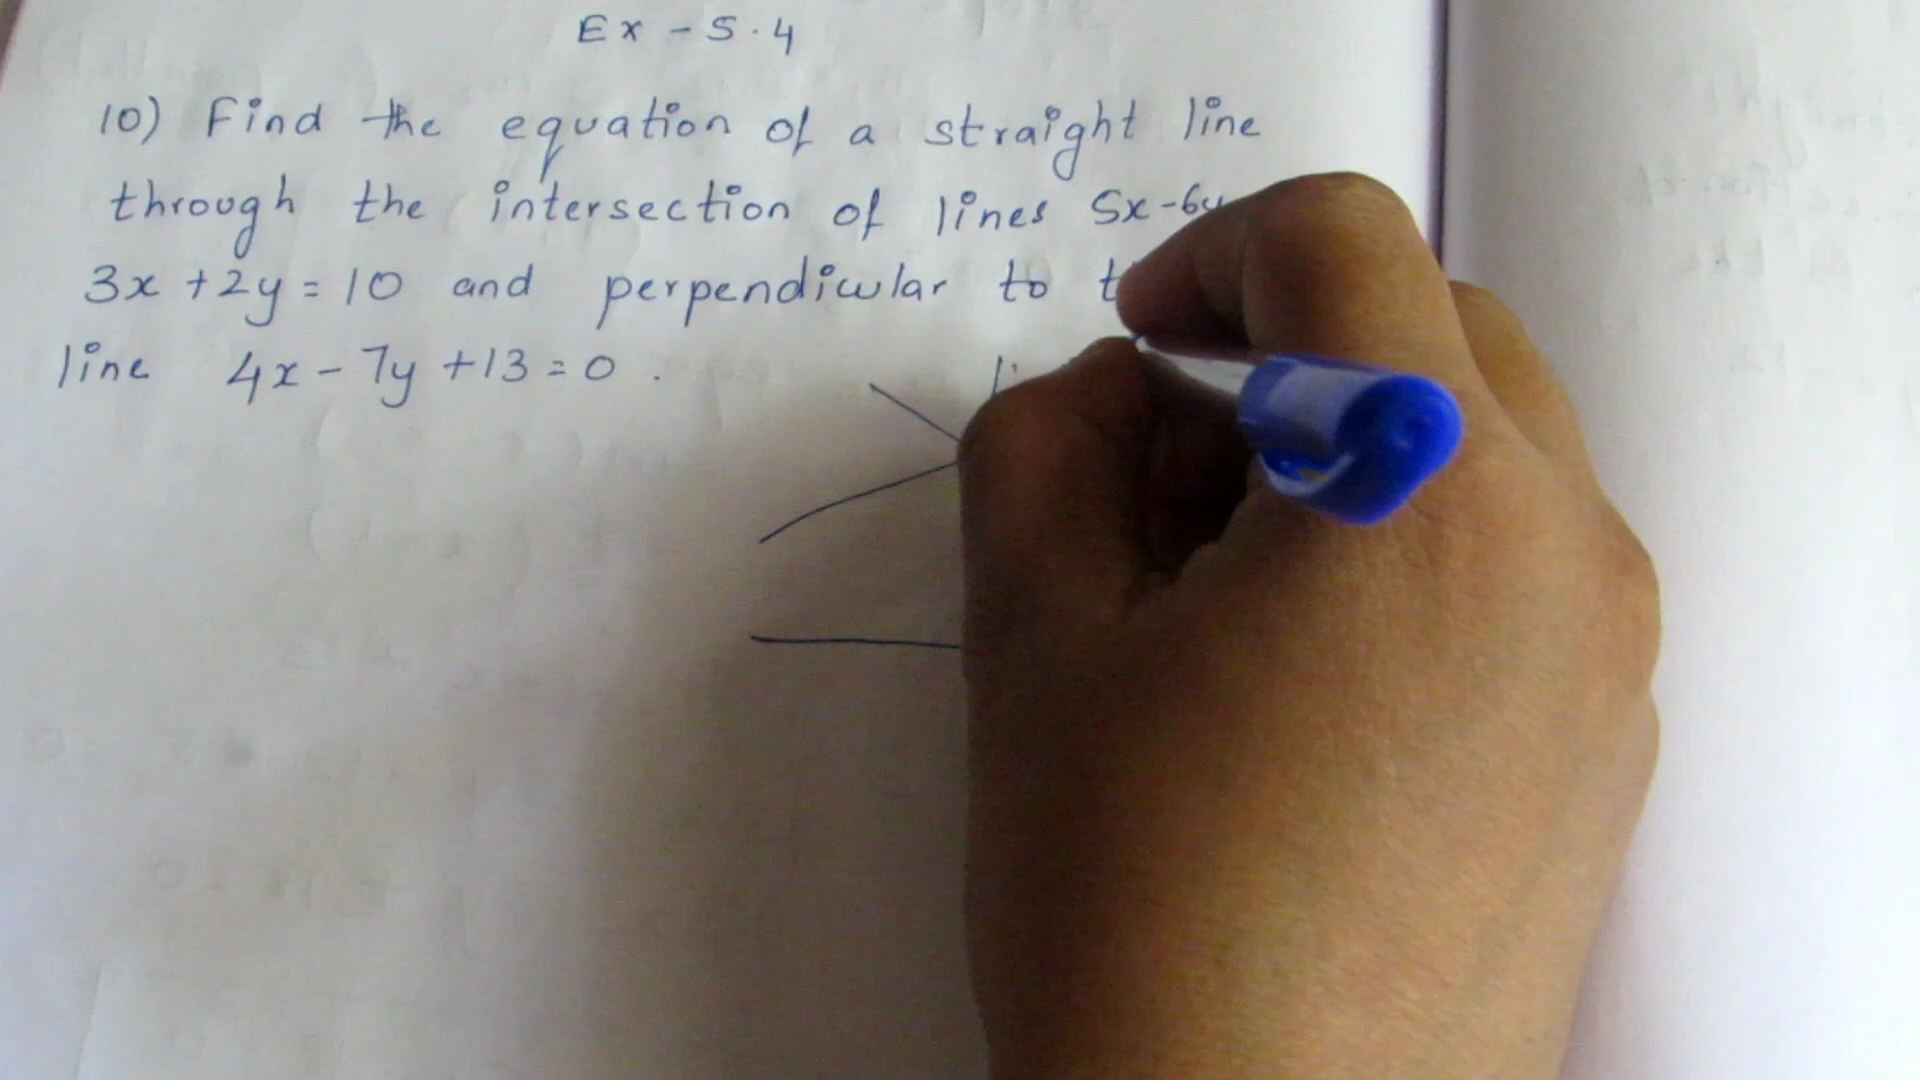 Ex - 5.4
10) Find the equation of a straight line
through the intersection of lines 5x-6y
3x +2y = 10 and perpendicular to
line 4x - 7y +13 = 0 .